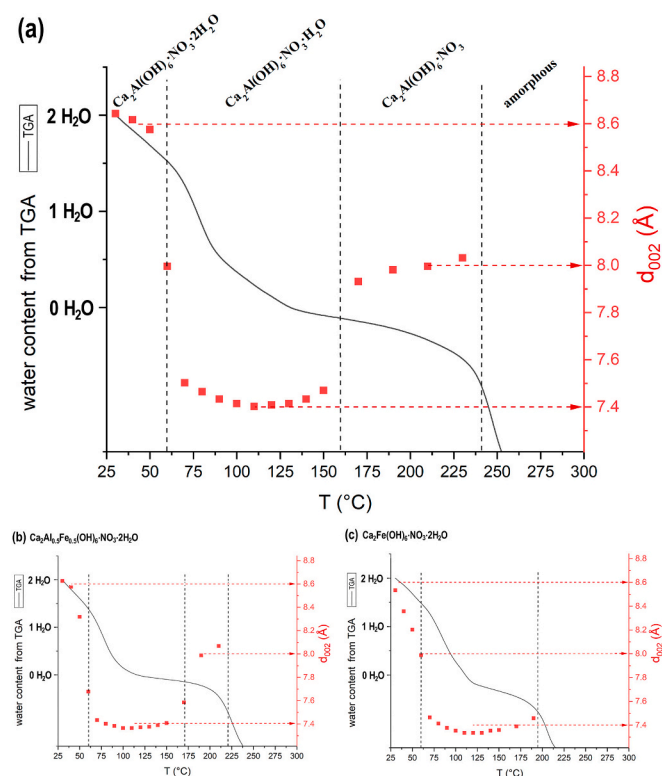 (a)
Ca₂Al(OH)₆·NO₃·2H₂O
Ca₂Al(OH)₆·NO₃·H₂O
Ca₂Al(OH)₆·NO₃
amorphous
TGA
water content from TGA
2 H₂O
1 H₂O
0 H₂O
8.8
8.6
8.4
8.2
8.0
7.8
7.6
7.4
d₀₀₂ (Å)
25 50 75 100 125 150 175 200 225 250 275 300
T (°C)
(b) Ca₂Al₀.₅Fe₀.₅(OH)₆·NO₃·2H₂O
TGA
water content from TGA
2 H₂O
1 H₂O
0 H₂O
8.8
8.6
8.4
8.2
8.0
7.8
7.6
7.4
d₀₀₂ (Å)
25 50 75 100 125 150 175 200 225 250 275 300
T (°C)
(c) Ca₂Fe(OH)₆·NO₃·2H₂O
TGA
water content from TGA
2 H₂O
1 H₂O
0 H₂O
8.8
8.6
8.4
8.2
8.0
7.8
7.6
7.4
d₀₀₂ (Å)
25 50 75 100 125 150 175 200 225 250 275 300
T (°C)